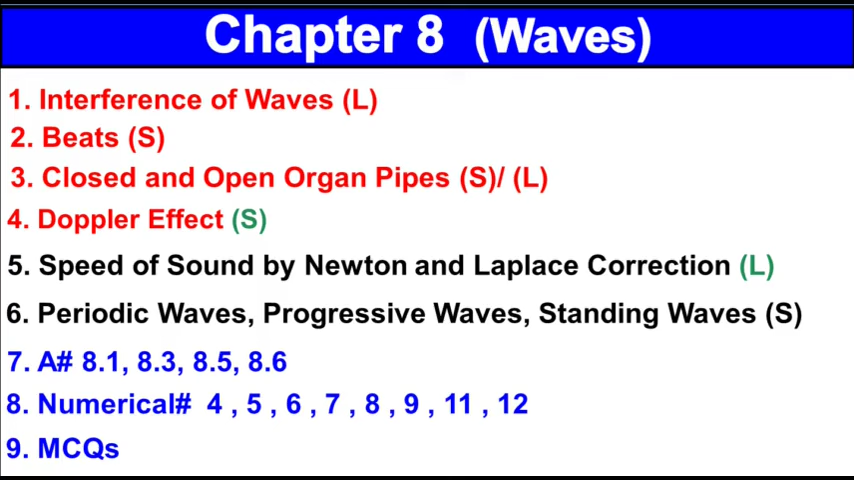 Chapter 8 (Waves)
1. Interference of Waves (L)
2. Beats (S)
3. Closed and Open Organ Pipes (S)/ (L)
4. Doppler Effect (S)
5. Speed of Sound by Newton and Laplace Correction (L)
6. Periodic Waves, Progressive Waves, Standing Waves (S)
7. A# 8.1, 8.3, 8.5, 8.6
8. Numerical# 4 , 5 , 6 , 7 , 8 , 9 , 11 , 12
9. MCQs